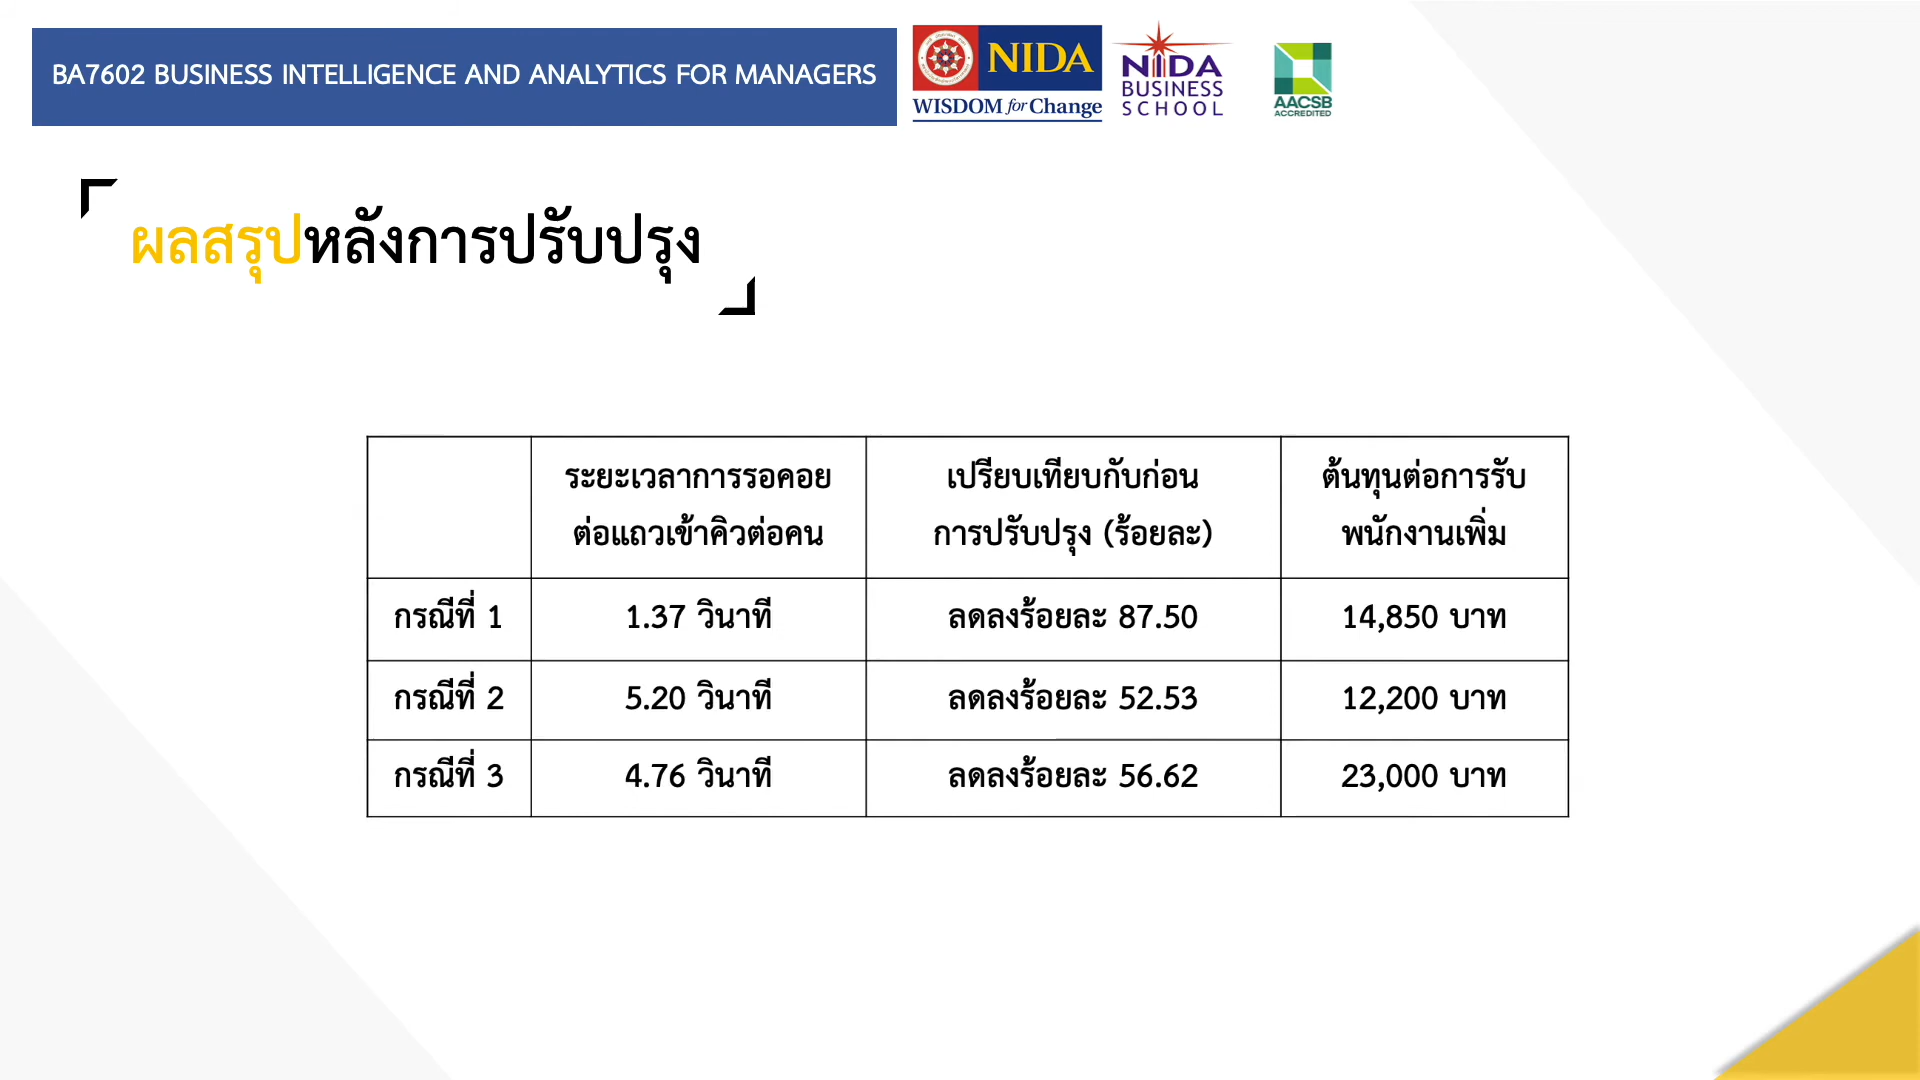 BA7602 BUSINESS INTELLIGENCE AND ANALYTICS FOR MANAGERS
NIDA
WISDOM for Change
NIDA
BUSINESS
SCHOOL
AACSB
ACCREDITED
ผลสรุปหลังการปรับปรุง
ระยะเวลาการรอคอย
ต่อแถวเข้าคิวต่อคน
เปรียบเทียบกับก่อน
การปรับปรุง (ร้อยละ)
ต้นทุนต่อการรับ
พนักงานเพิ่ม
กรณีที่ 1 1.37 วินาที ลดลงร้อยละ 87.50 14,850 บาท
กรณีที่ 2 5.20 วินาที ลดลงร้อยละ 52.53 12,200 บาท
กรณีที่ 3 4.76 วินาที ลดลงร้อยละ 56.62 23,000 บาท